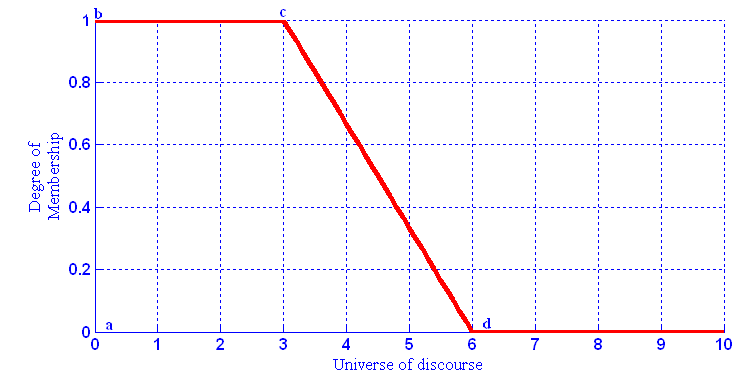 b
c
1
0.8
0.6
0.4
0.2
0
Degree of
Membership
a
d
0 1 2 3 4 5 6 7 8 9 10
Universe of discourse